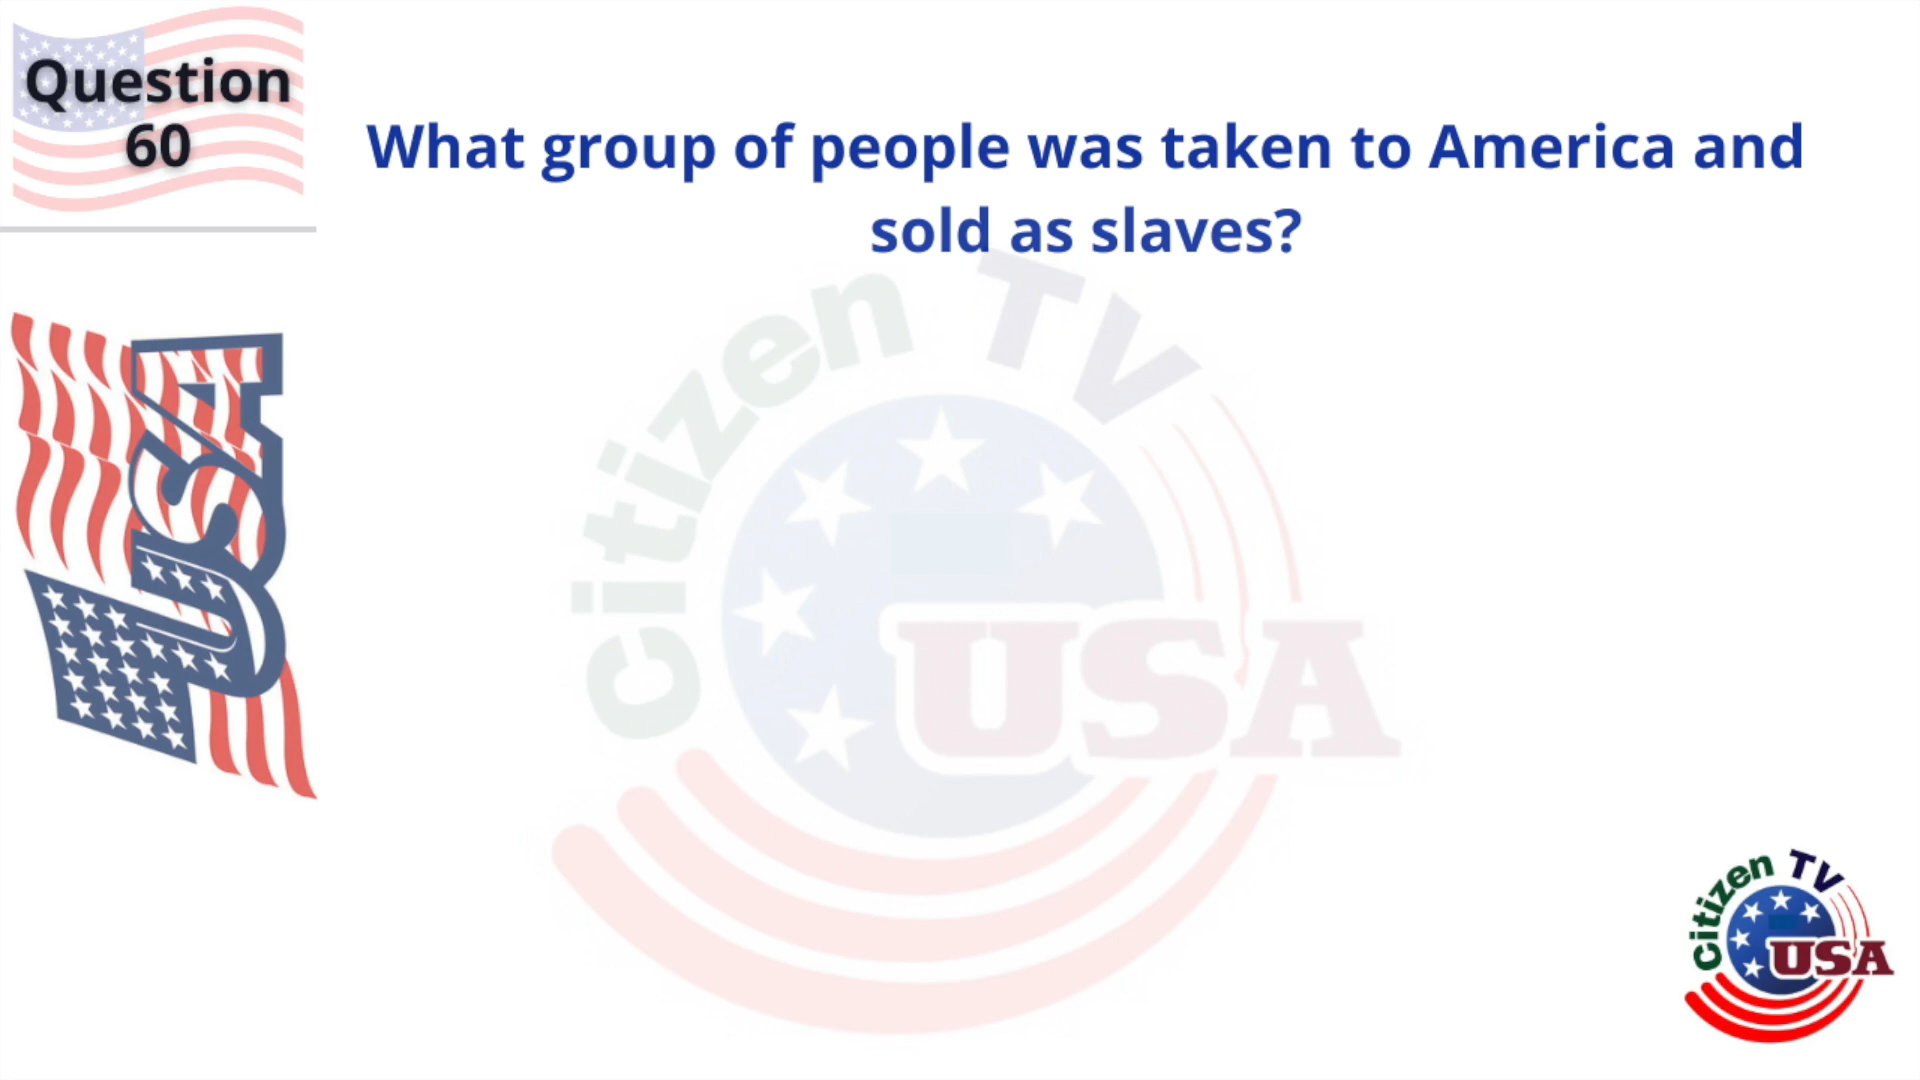 Question
60
What group of people was taken to America and
sold as slaves?
USA
Citizen TV
USA
Citizen TV
USA